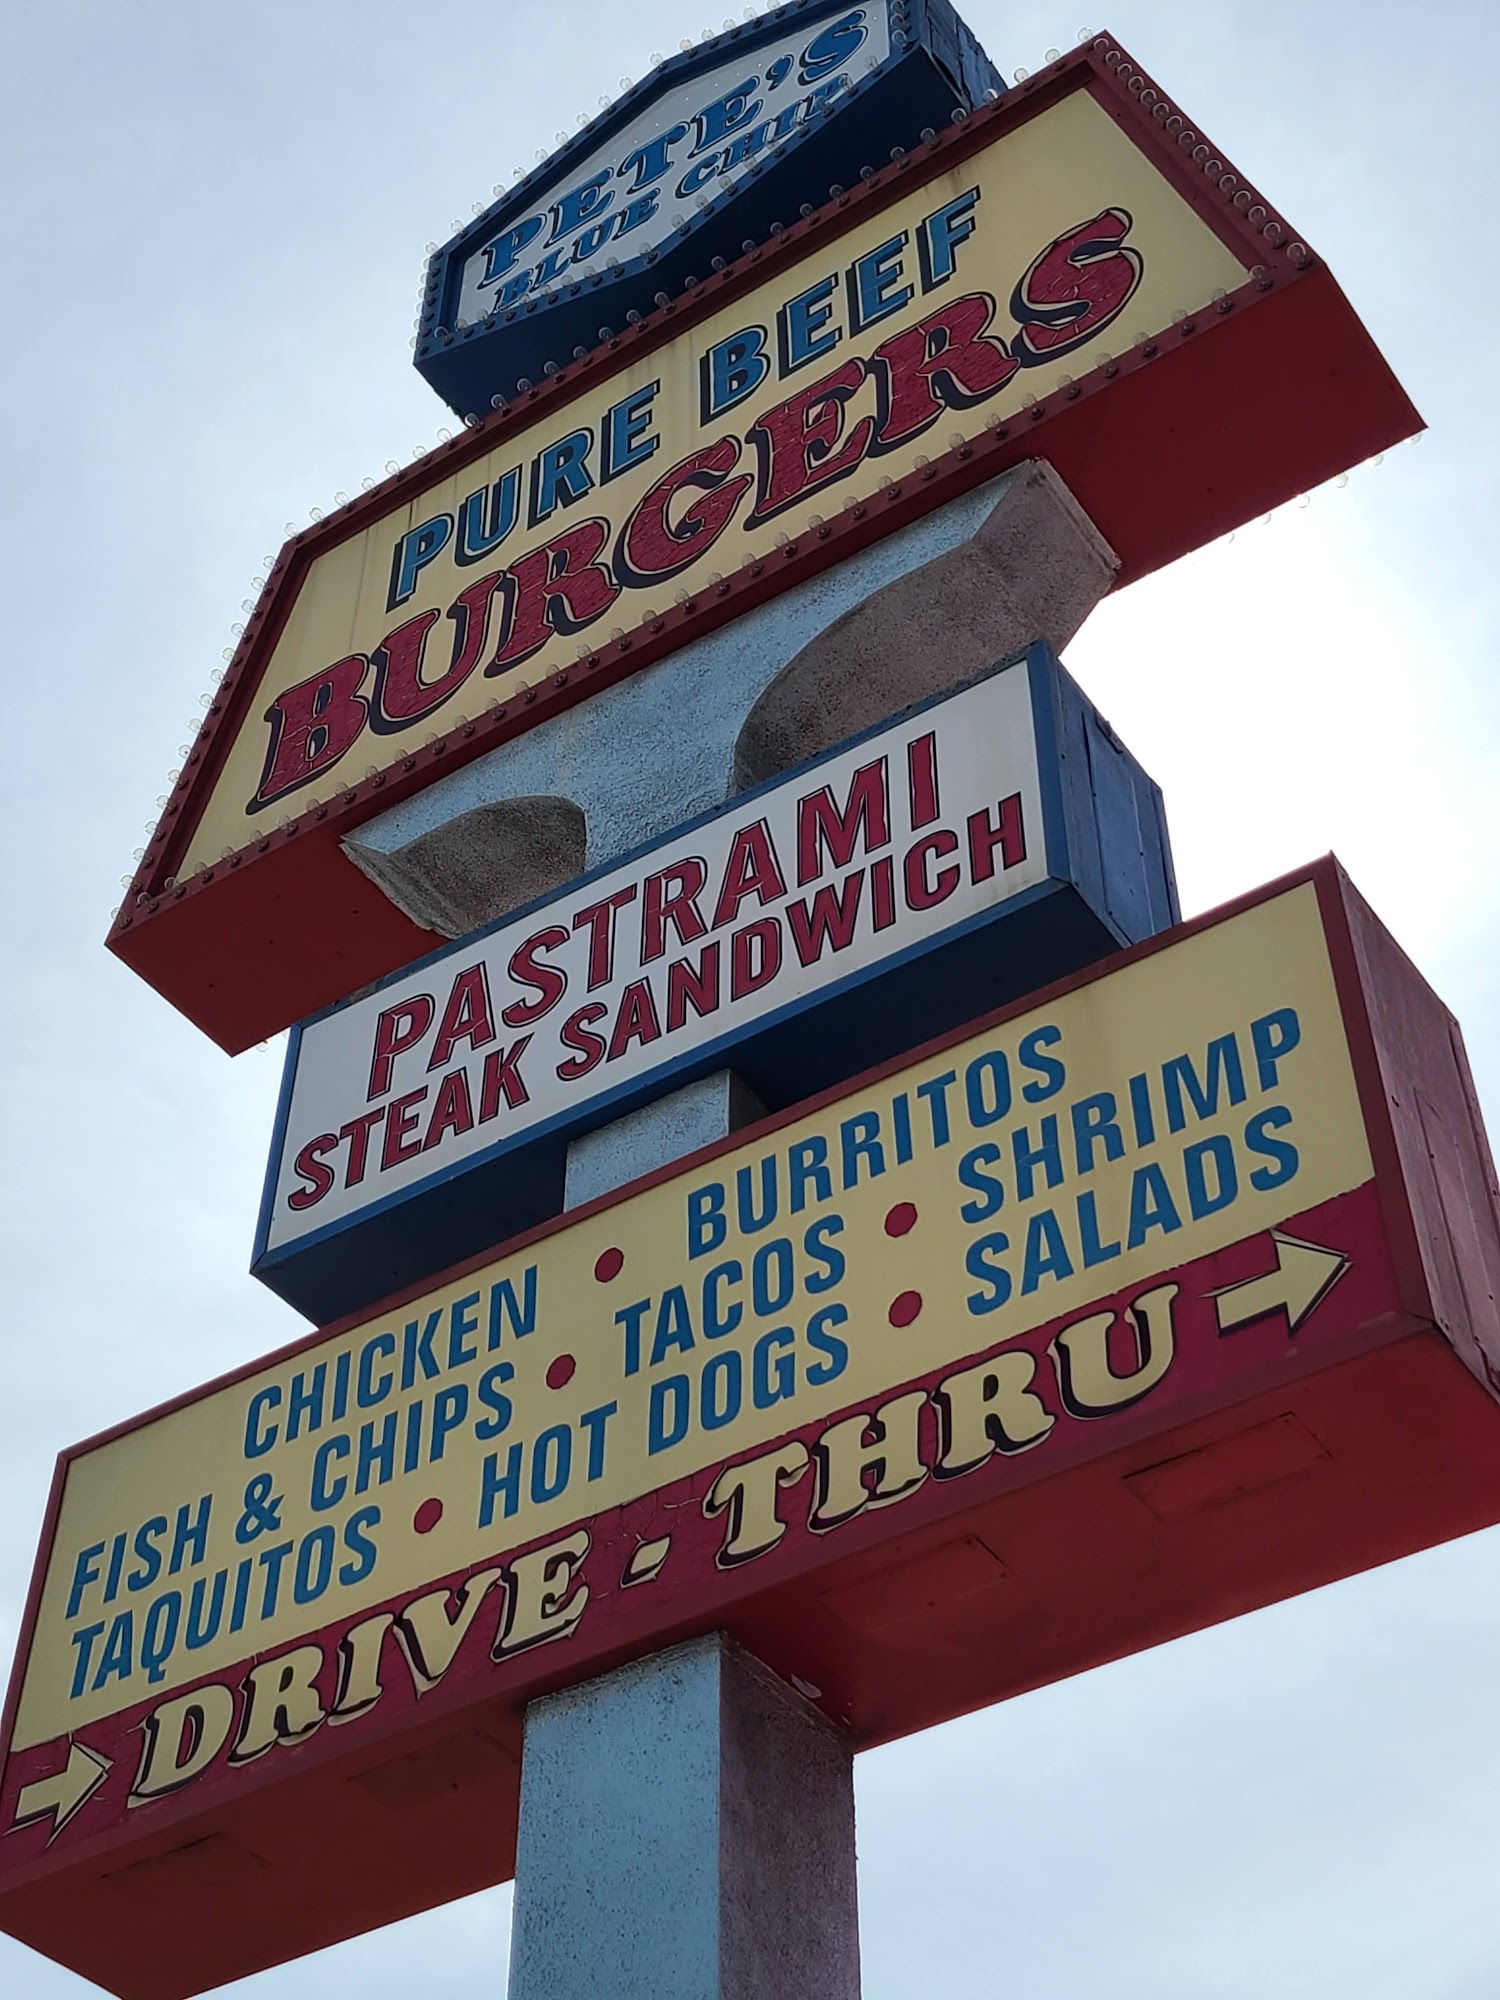 PETE'S
BLUE CHIP
PURE BEEF
BURGERS
PASTRAMI
STEAK SANDWICH
CHICKEN • BURRITOS
FISH & CHIPS • TACOS • SHRIMP
TAQUITOS • HOT DOGS • SALADS
DRIVE-THRU